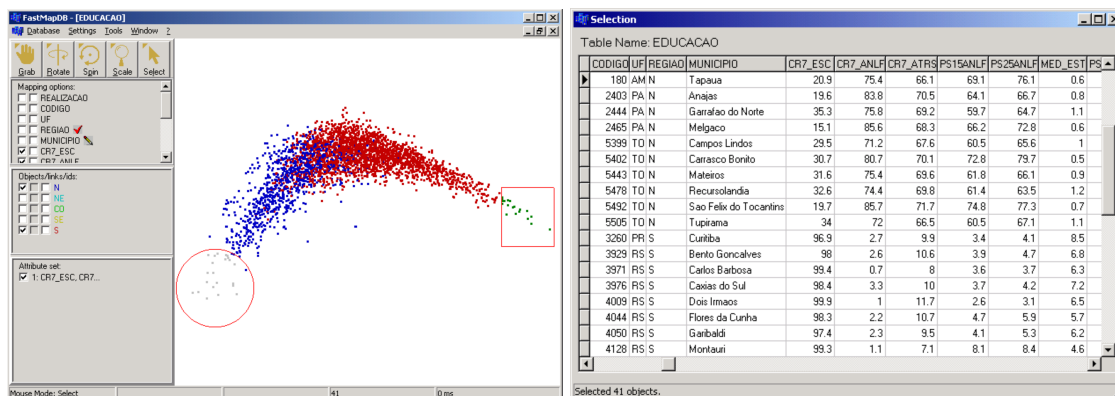 FastMapDB - [EDUCACAO]
Database Settings Tools Window ?
Grab Rotate Spin Scale Select
Mapping options:
REALIZACAO
CODIGO
UF
REGIAO
MUNICIPIO
CR7_ESC
CR7_ANLF
Objects/links/ids:
N
NE
CO
SE
S
Attribute set:
1: CR7_ESC, CR7...
Mouse Mode: Select 41 0 ms
Selection
Table Name: EDUCACAO
CODIGO UF REGIAO MUNICIPIO CR7_ESC CR7_ANLF CR7_ATRS PS15ANLF PS25ANLF MED_EST PS
180 AM N Tapaua 20.9 75.4 66.1 69.1 76.1 0.6
2403 PA N Anajas 19.6 83.8 70.5 64.1 66.7 0.8
2444 PA N Garrafao do Norte 35.3 75.8 69.2 59.7 64.7 1.1
2465 PA N Melgaco 15.1 85.6 68.3 66.2 72.8 0.6
5399 TO N Campos Lindos 29.5 71.2 67.6 60.5 65.6 1
5402 TO N Carrasco Bonito 30.7 80.7 70.1 72.8 79.7 0.5
5443 TO N Mateiros 31.6 75.4 69.6 61.8 66.1 0.9
5478 TO N Recursolandia 32.6 74.4 69.8 61.4 63.5 1.2
5492 TO N Sao Felix do Tocantins 19.7 85.7 71.7 74.8 77.3 0.7
5505 TO N Tupirama 34 72 66.5 60.5 67.1 1.1
3260 PR S Curitiba 96.9 2.7 9.9 3.4 4.1 8.5
3929 RS S Bento Goncalves 98 2.6 10.6 3.9 4.7 6.8
3971 RS S Carlos Barbosa 99.4 0.7 8 3.6 3.7 6.3
3976 RS S Caxias do Sul 98.4 3.3 10 3.7 4.2 7.2
4009 RS S Dois Irmaos 99.9 1 11.7 2.6 3.1 6.5
4044 RS S Flores da Cunha 98.3 2.2 10.7 4.7 5.9 5.7
4050 RS S Garibaldi 97.4 2.3 9.5 4.1 5.3 6.2
4128 RS S Montauri 99.3 1.1 7.1 8.1 8.4 4.6
Selected 41 objects.